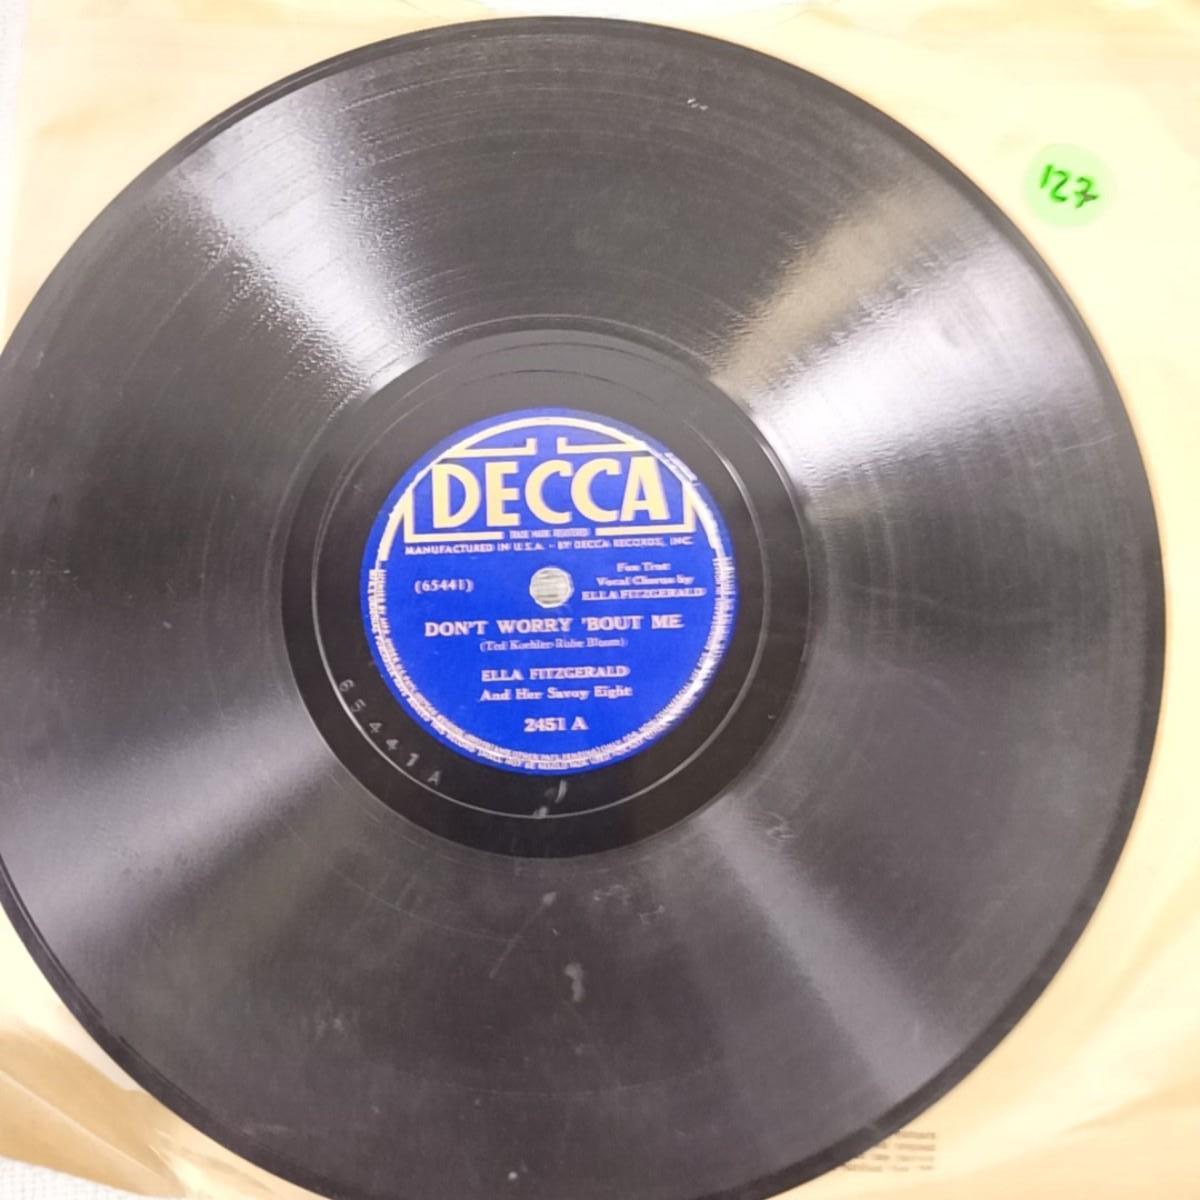 127
DECCA
TRADE MARK REGISTERED
MANUFACTURED IN U.S.A. - BY DECCA RECORDS, INC.
(65441)
Fox Trot
Vocal Chorus by
ELLA FITZGERALD
DON'T WORRY 'BOUT ME
(Ted Koehler-Rube Bloom)
ELLA FITZGERALD
And Her Savoy Eight
2451 A
65441A